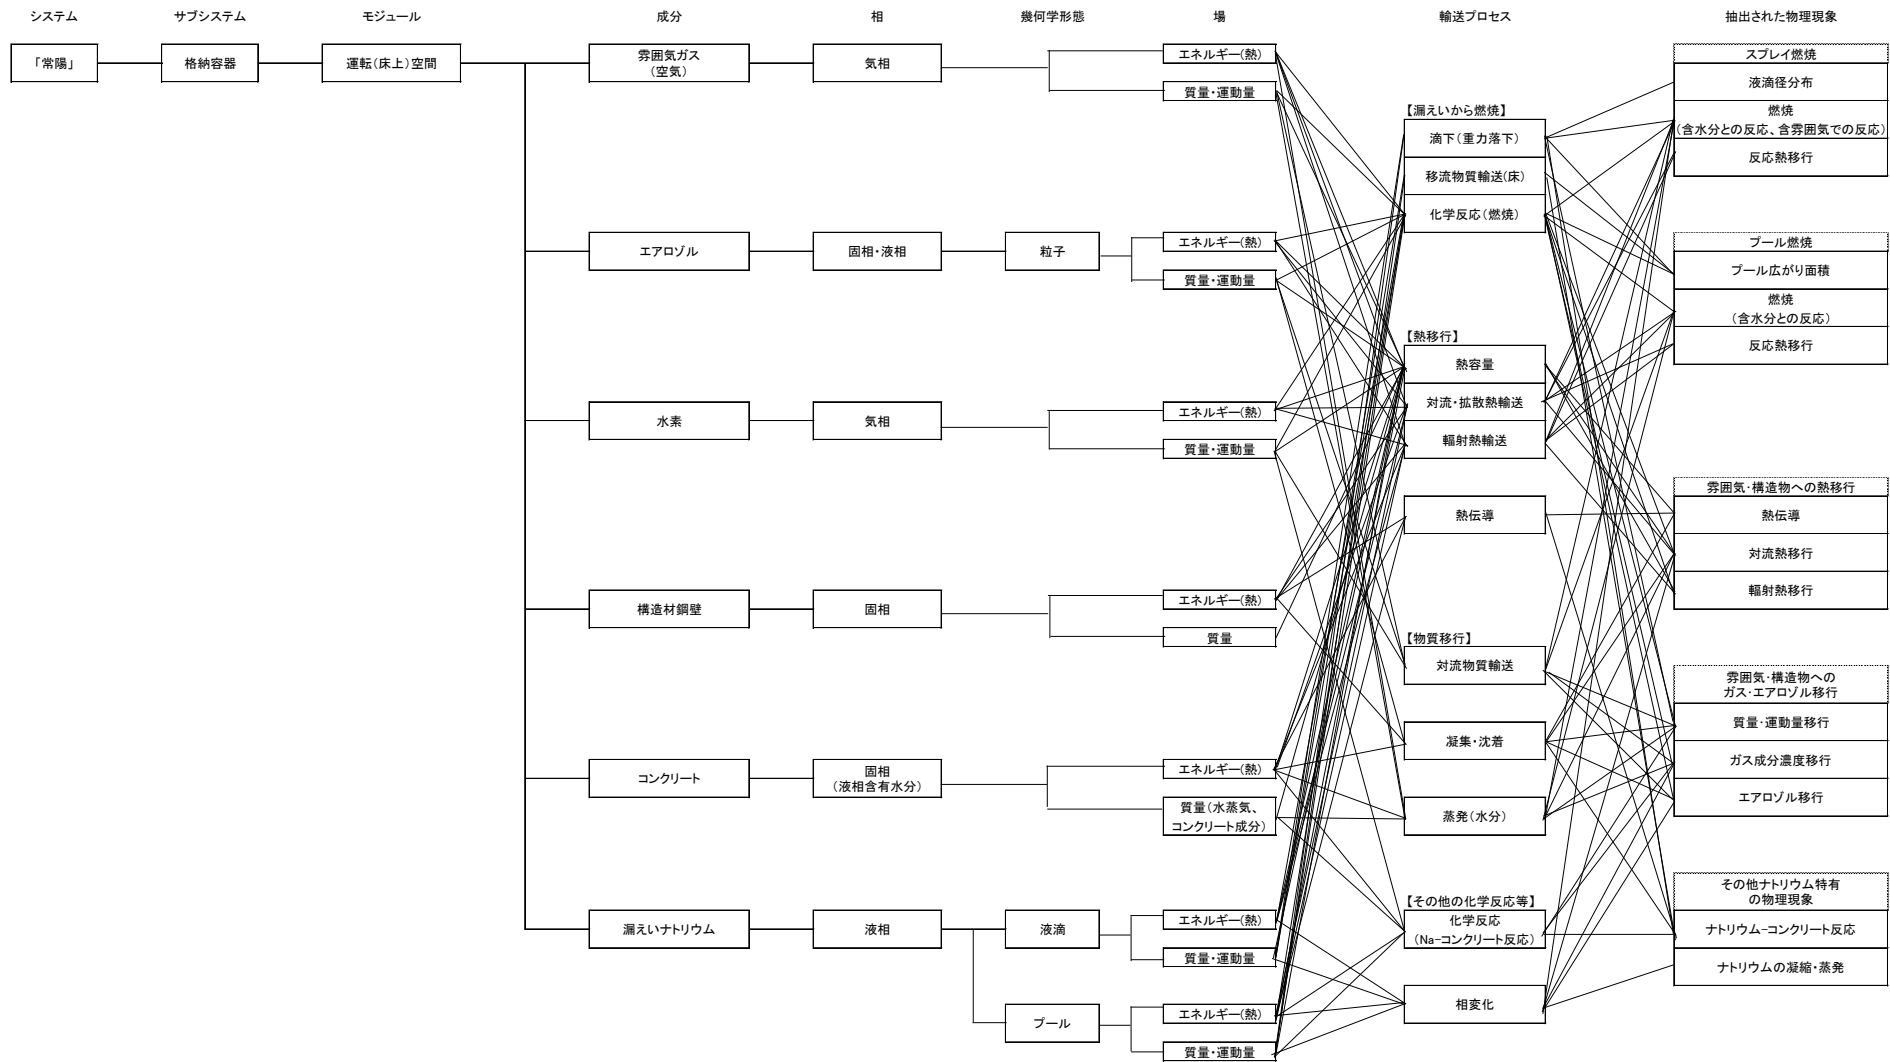 システム
サブシステム
モジュール
成分
相
幾何学形態
場
輸送プロセス
抽出された物理現象
「常陽」
格納容器
運転(床上)空間
雰囲気ガス
(空気)
気相
エネルギー(熱)
質量・運動量
エアロゾル
固相・液相
粒子
エネルギー(熱)
質量・運動量
水素
気相
エネルギー(熱)
質量・運動量
構造材鋼壁
固相
エネルギー(熱)
質量
コンクリート
固相
(液相含有水分)
エネルギー(熱)
質量(水蒸気、
コンクリート成分)
漏えいナトリウム
液相
液滴
エネルギー(熱)
質量・運動量
プール
エネルギー(熱)
質量・運動量
【漏えいから燃焼】
滴下(重力落下)
移流物質輸送(床)
化学反応(燃焼)
【熱移行】
熱容量
対流・拡散熱輸送
輻射熱輸送
熱伝導
【物質移行】
対流物質輸送
凝集・沈着
蒸発(水分)
【その他の化学反応等】
化学反応
(Na-コンクリート反応)
相変化
スプレイ燃焼
液滴径分布
燃焼
(含水分との反応、含雰囲気での反応)
反応熱移行
プール燃焼
プール広がり面積
燃焼
(含水分との反応)
反応熱移行
雰囲気・構造物への熱移行
熱伝導
対流熱移行
輻射熱移行
雰囲気・構造物への
ガス・エアロゾル移行
質量・運動量移行
ガス成分濃度移行
エアロゾル移行
その他ナトリウム特有
の物理現象
ナトリウム-コンクリート反応
ナトリウムの凝縮・蒸発